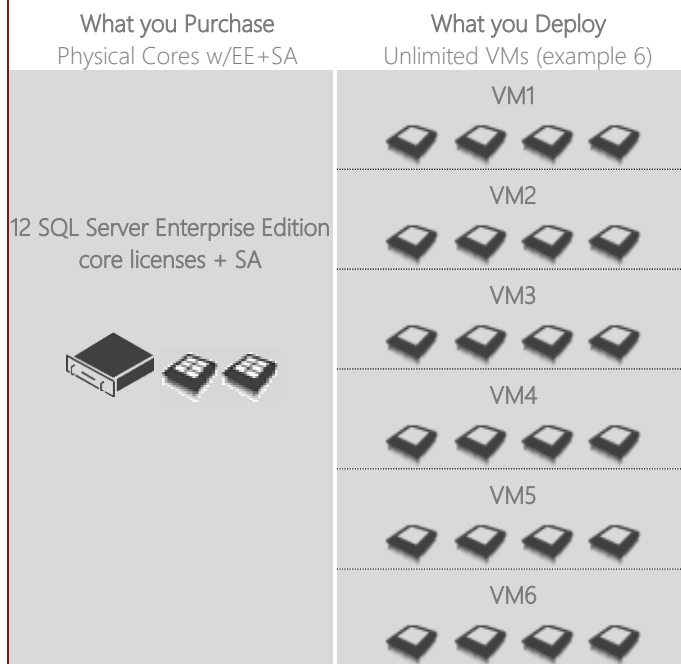 What you Purchase
Physical Cores w/EE+SA
12 SQL Server Enterprise Edition
core licenses + SA
What you Deploy
Unlimited VMs (example 6)
VM1
VM2
VM3
VM4
VM5
VM6